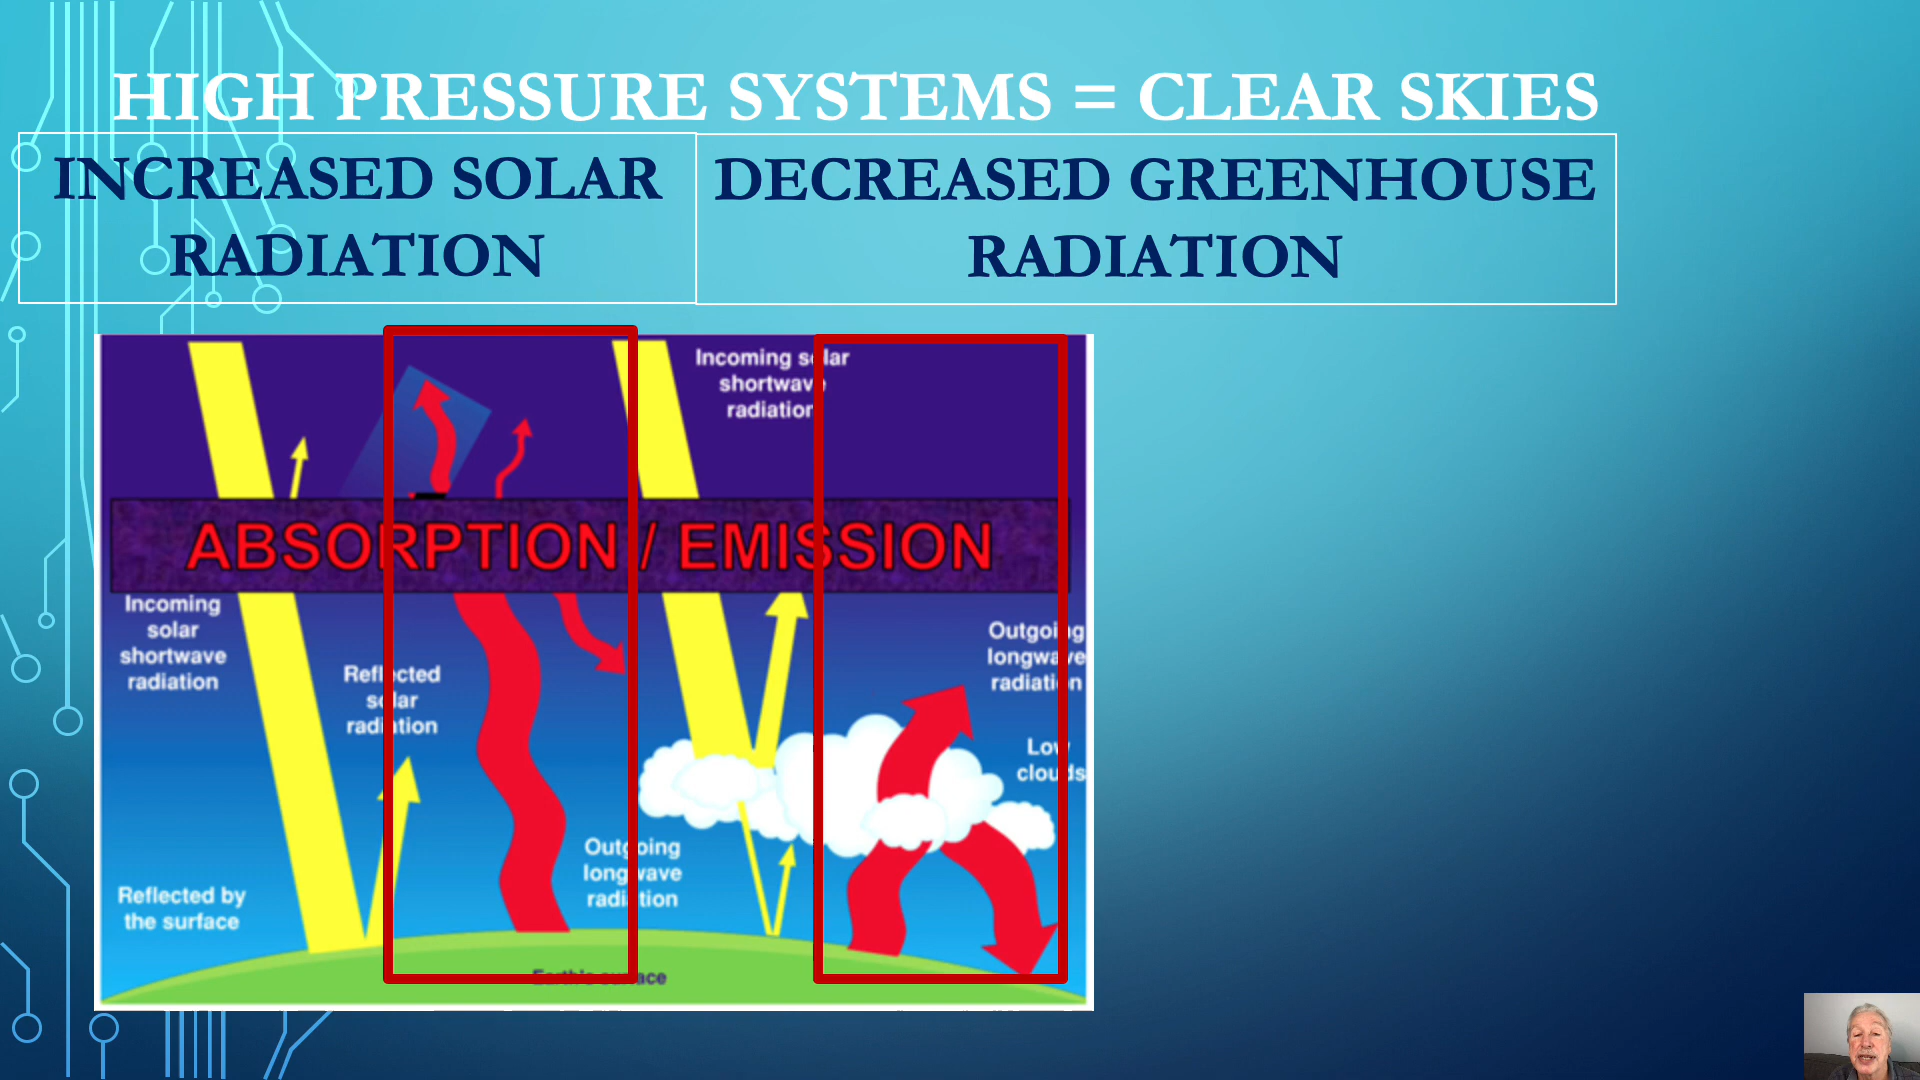 HIGH PRESSURE SYSTEMS = CLEAR SKIES
INCREASED SOLAR
RADIATION
DECREASED GREENHOUSE
RADIATION
Incoming solar
shortwave
radiation
ABSORPTION / EMISSION
Incoming
solar
shortwave
radiation
Reflected
solar
radiation
Outgoing
longwave
radiation
Low
clouds
Outgoing
longwave
radiation
Reflected by
the surface
Earth's surface